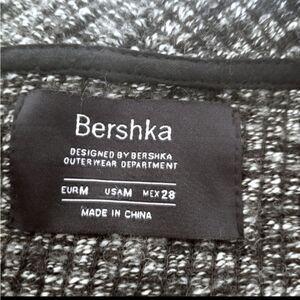 Bershka
DESIGNED BY BERSHKA
OUTERWEAR DEPARTMENT
EUR M USA M MEX 28
MADE IN CHINA